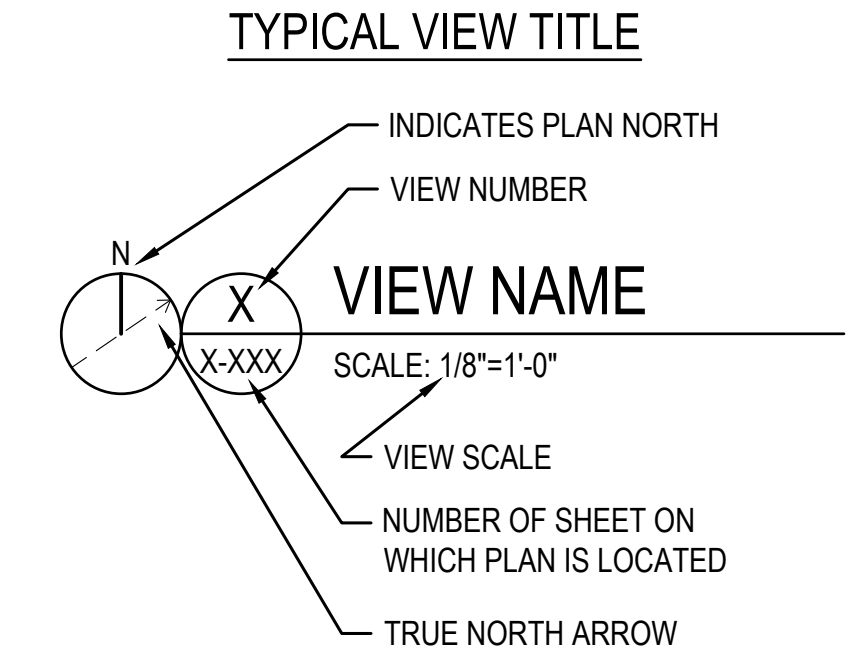 TYPICAL VIEW TITLE
INDICATES PLAN NORTH
VIEW NUMBER
N
X
VIEW NAME
X-XXX
SCALE: 1/8"=1'-0"
VIEW SCALE
NUMBER OF SHEET ON
WHICH PLAN IS LOCATED
TRUE NORTH ARROW